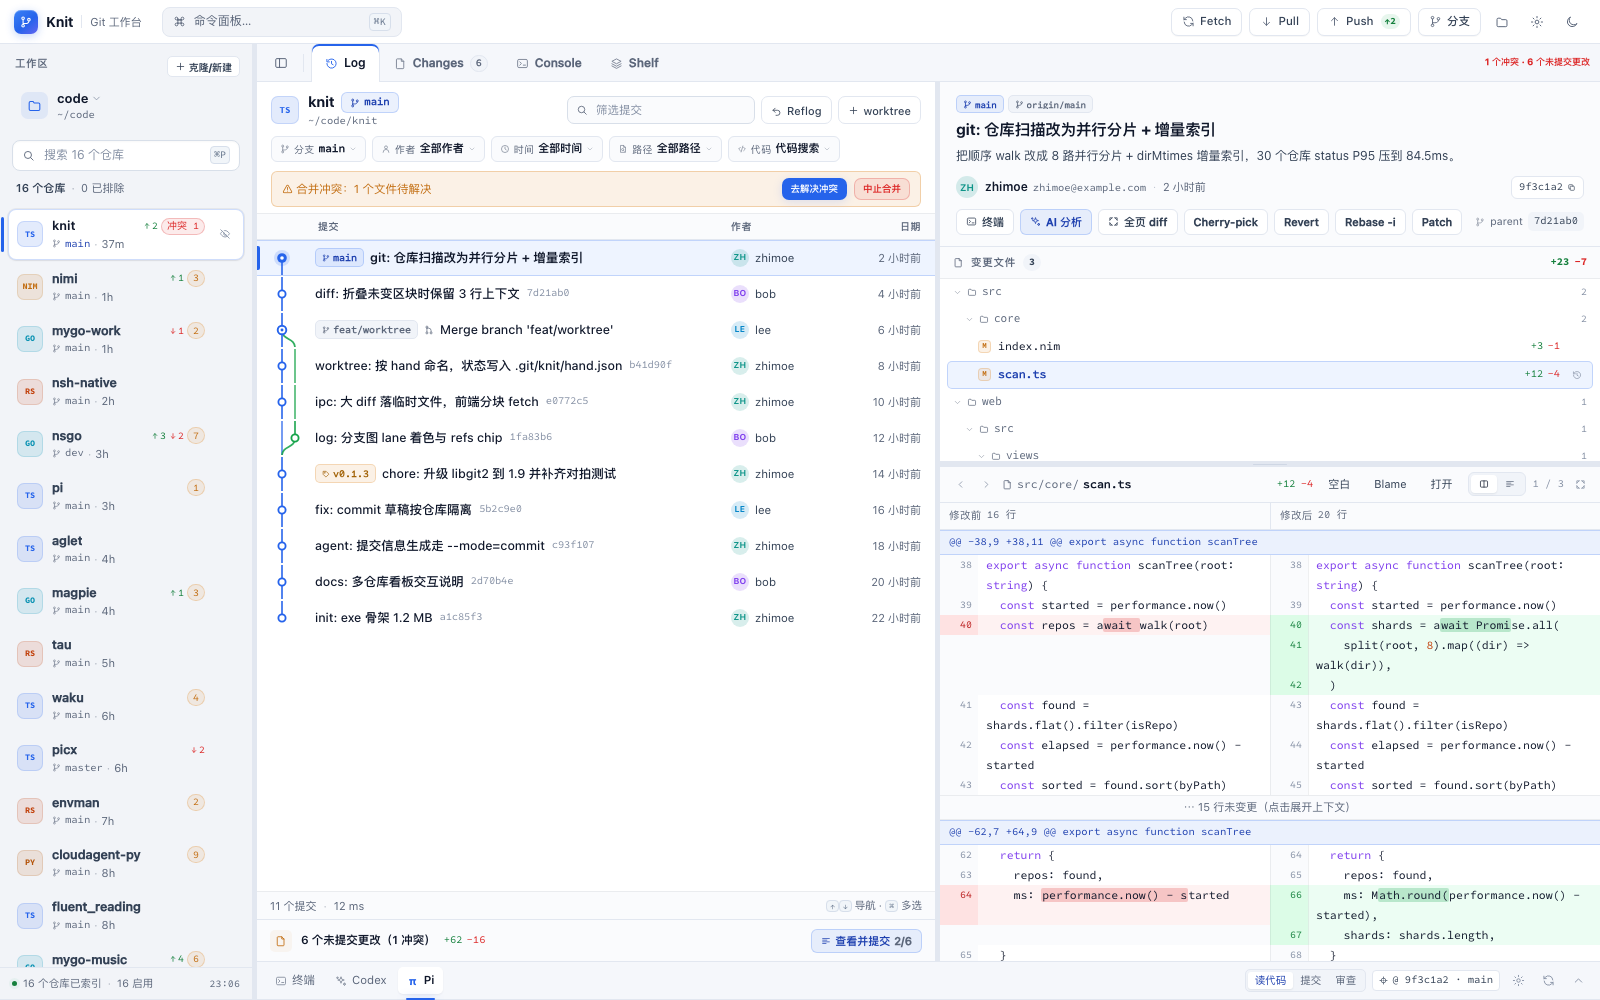 Knit Git 工作台 命令面板... ⌘K Fetch Pull Push ↑2 分支
工作区 克隆/新建
code
~/code
搜索 16 个仓库 ⌘P
16 个仓库 · 0 已排除
TS knit ↑2 冲突 1
main · 37m
NIM nimi ↑1 3
main · 1h
GO mygo-work ↓1 2
main · 1h
RS nsh-native
main · 2h
GO nsgo ↑3 ↓2 7
dev · 3h
TS pi 1
main · 3h
TS aglet
main · 4h
GO magpie ↑1 3
main · 4h
RS tau
main · 5h
TS waku 4
main · 6h
TS picx ↓2
master · 6h
RS envman 2
main · 7h
PY cloudagent-py 9
main · 8h
TS fluent_reading
main · 8h
GO mygo-music ↑4 6
16 个仓库已索引 · 16 启用 23:06
Log Changes 6 Console Shelf 1 个冲突 · 6 个未提交更改
TS knit main
~/code/knit
筛选提交 Reflog worktree
分支 main 作者 全部作者 时间 全部时间 路径 全部路径 代码 代码搜索
合并冲突：1 个文件待解决 去解决冲突 中止合并
提交 作者 日期
main git: 仓库扫描改为并行分片 + 增量索引 ZH zhimoe 2 小时前
diff: 折叠未变区块时保留 3 行上下文 7d21ab0 BO bob 4 小时前
feat/worktree Merge branch 'feat/worktree' LE lee 6 小时前
worktree: 按 hand 命名，状态写入 .git/knit/hand.json b41d90f ZH zhimoe 8 小时前
ipc: 大 diff 落临时文件，前端分块 fetch e0772c5 ZH zhimoe 10 小时前
log: 分支图 lane 着色与 refs chip 1fa83b6 BO bob 12 小时前
v0.1.3 chore: 升级 libgit2 到 1.9 并补齐对拍测试 ZH zhimoe 14 小时前
fix: commit 草稿按仓库隔离 5b2c9e0 LE lee 16 小时前
agent: 提交信息生成走 --mode=commit c93f107 ZH zhimoe 18 小时前
docs: 多仓库看板交互说明 2d70b4e BO bob 20 小时前
init: exe 骨架 1.2 MB a1c85f3 ZH zhimoe 22 小时前
11 个提交 · 12 ms ↑ ↓ 导航 · ⌘ 多选
6 个未提交更改（1 冲突） +62 −16 查看并提交 2/6
终端 Codex π Pi
main origin/main
git: 仓库扫描改为并行分片 + 增量索引
把顺序 walk 改成 8 路并行分片 + dirMtimes 增量索引，30 个仓库 status P95 压到 84.5ms。
ZH zhimoe zhimoe@example.com · 2 小时前 9f3c1a2
终端 AI 分析 全页 diff Cherry-pick Revert Rebase -i Patch parent 7d21ab0
变更文件 3 +23 −7
src 2
core 2
M index.nim +3 −1
M scan.ts +12 −4
web 1
src 1
views 1
src/core/ scan.ts +12 −4 空白 Blame 打开 1 / 3
修改前 16 行 修改后 20 行
@@ −38,9 +38,11 @@ export async function scanTree
38 export async function scanTree(root: 38 export async function scanTree(root:
string) { string) {
39 const started = performance.now() 39 const started = performance.now()
40 const repos = await walk(root) 40 const shards = await Promise.all(
41 split(root, 8).map((dir) =>
walk(dir)),
42 )
41 const found = 43 const found =
shards.flat().filter(isRepo) shards.flat().filter(isRepo)
42 const elapsed = performance.now() − 44 const elapsed = performance.now() −
started started
43 const sorted = found.sort(byPath) 45 const sorted = found.sort(byPath)
⋯ 15 行未变更（点击展开上下文）
@@ −62,7 +64,9 @@ export async function scanTree
62 return { 64 return {
63 repos: found, 65 repos: found,
64 ms: performance.now() − started 66 ms: Math.round(performance.now() −
started),
67 shards: shards.length,
65 } 68 }
读代码 提交 审查 @ 9f3c1a2 · main